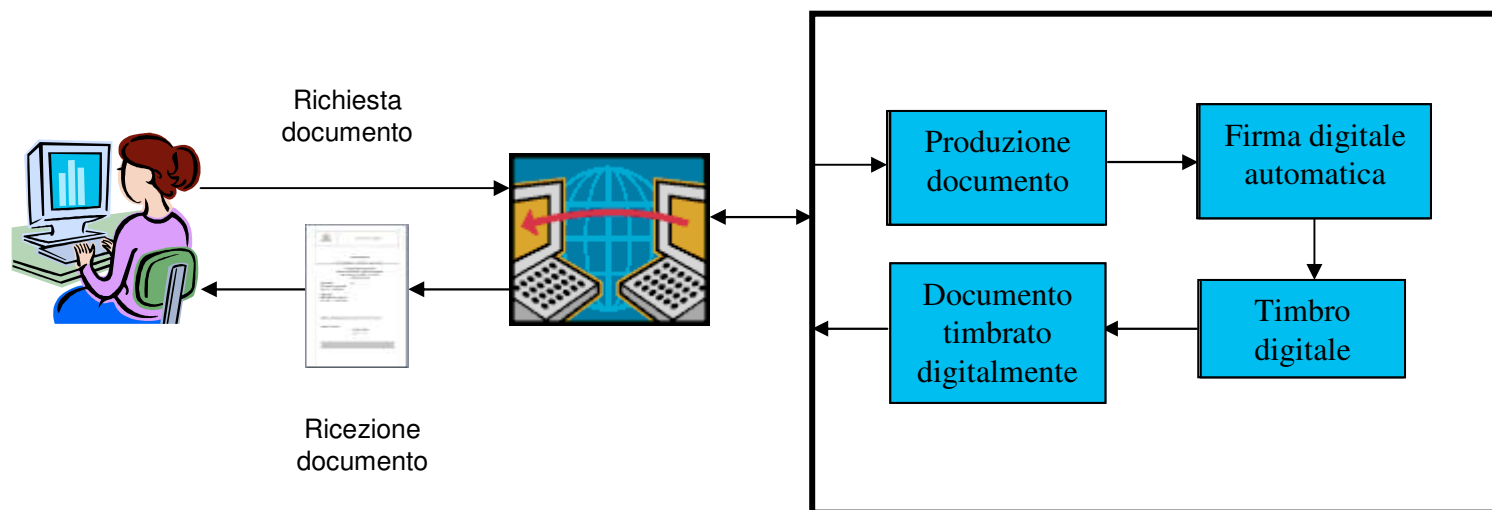 Richiesta
documento
Ricezione
documento
Produzione
documento
Firma digitale
automatica
Timbro
digitale
Documento
timbrato
digitalmente